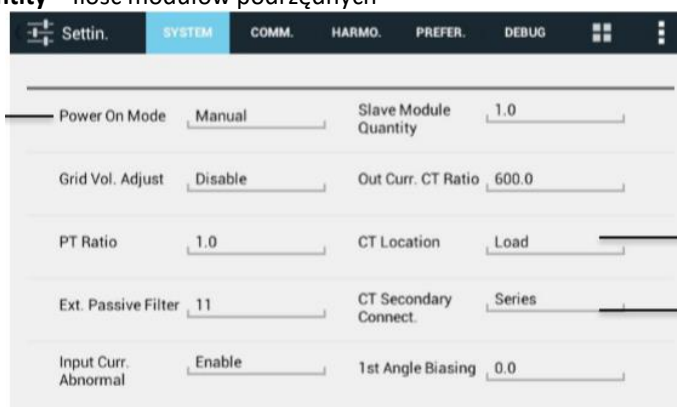 ntity – ilość modułów podrzędnych
Settin. SYSTEM COMM. HARMO. PREFER. DEBUG
Power On Mode Manual Slave Module Quantity 1.0
Grid Vol. Adjust Disable Out Curr. CT Ratio 600.0
PT Ratio 1.0 CT Location Load
Ext. Passive Filter 11 CT Secondary Connect. Series
Input Curr. Abnormal Enable 1st Angle Biasing 0.0